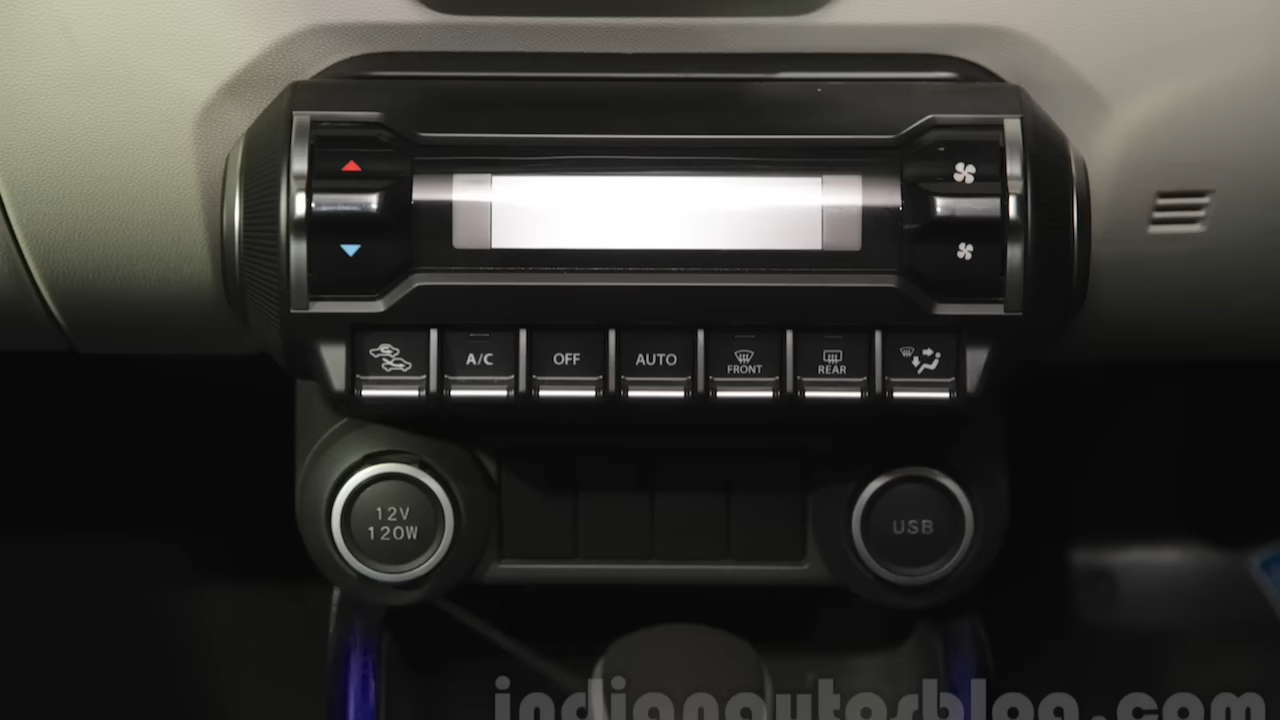 A/C
OFF
AUTO
FRONT
REAR
12V
120W
USB
indianautosblog.com